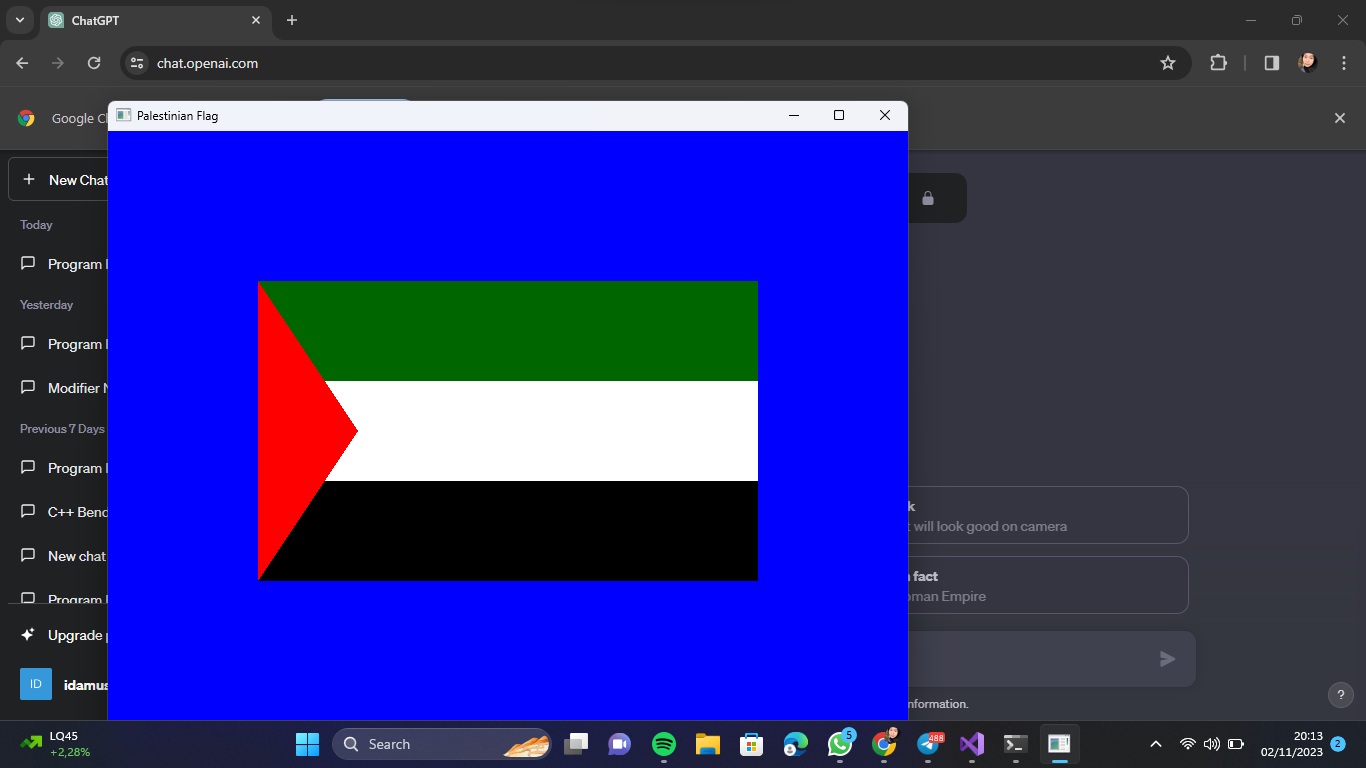 ChatGPT
chat.openai.com
Google Cl
Palestinian Flag
New Chat
Today
Program
Yesterday
Program
Modifier
Previous 7 Days
Program
C++ Benc
New chat
Program
Upgrade
ID
idamus
k
will look good on camera
fact
oman Empire
nformation.
?
LQ45
+2,28%
Search
5
488
20:13
02/11/2023
2